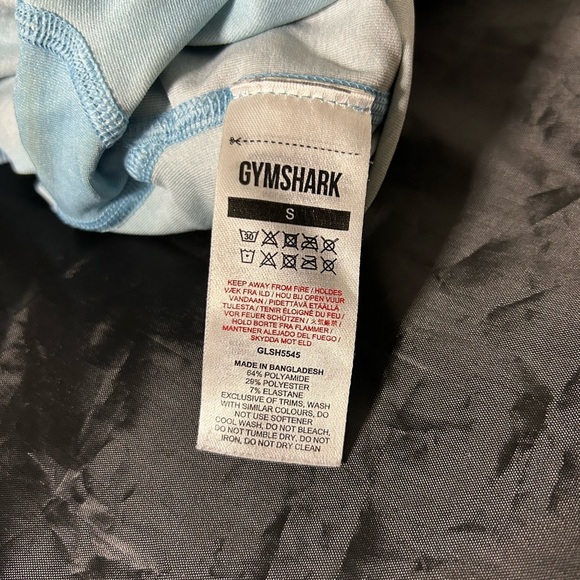 GYMSHARK
S
30
KEEP AWAY FROM FIRE / HOLDES
VÆK FRA ILD / HOU BIJ OPEN VUUR
VANDAAN / PIDETTÄVÄ ETÄÄLLÄ
TULESTA / TENIR ÉLOIGNÉ DU FEU /
VOR FEUER SCHÜTZEN / 火気厳禁 /
HOLD BORTE FRA FLAMMER /
MANTENER ALEJADO DEL FUEGO /
SKYDDA MOT ELD
GLSH5545
MADE IN BANGLADESH
64% POLYAMIDE
29% POLYESTER
7% ELASTANE
EXCLUSIVE OF TRIMS, WASH
WITH SIMILAR COLOURS, DO
NOT USE SOFTENER
COOL WASH, DO NOT BLEACH,
DO NOT TUMBLE DRY, DO NOT
IRON, DO NOT DRY CLEAN